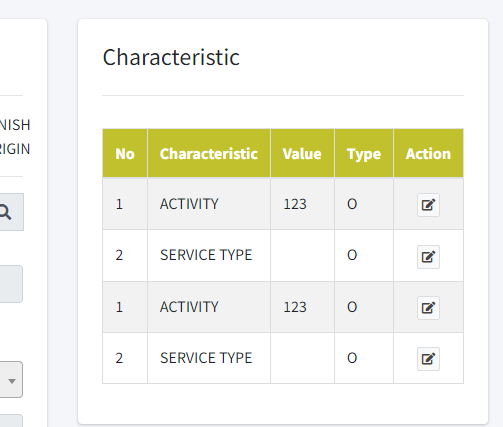 Characteristic
NISH
RIGIN
No Characteristic Value Type Action
1 ACTIVITY 123 O
2 SERVICE TYPE O
1 ACTIVITY 123 O
2 SERVICE TYPE O